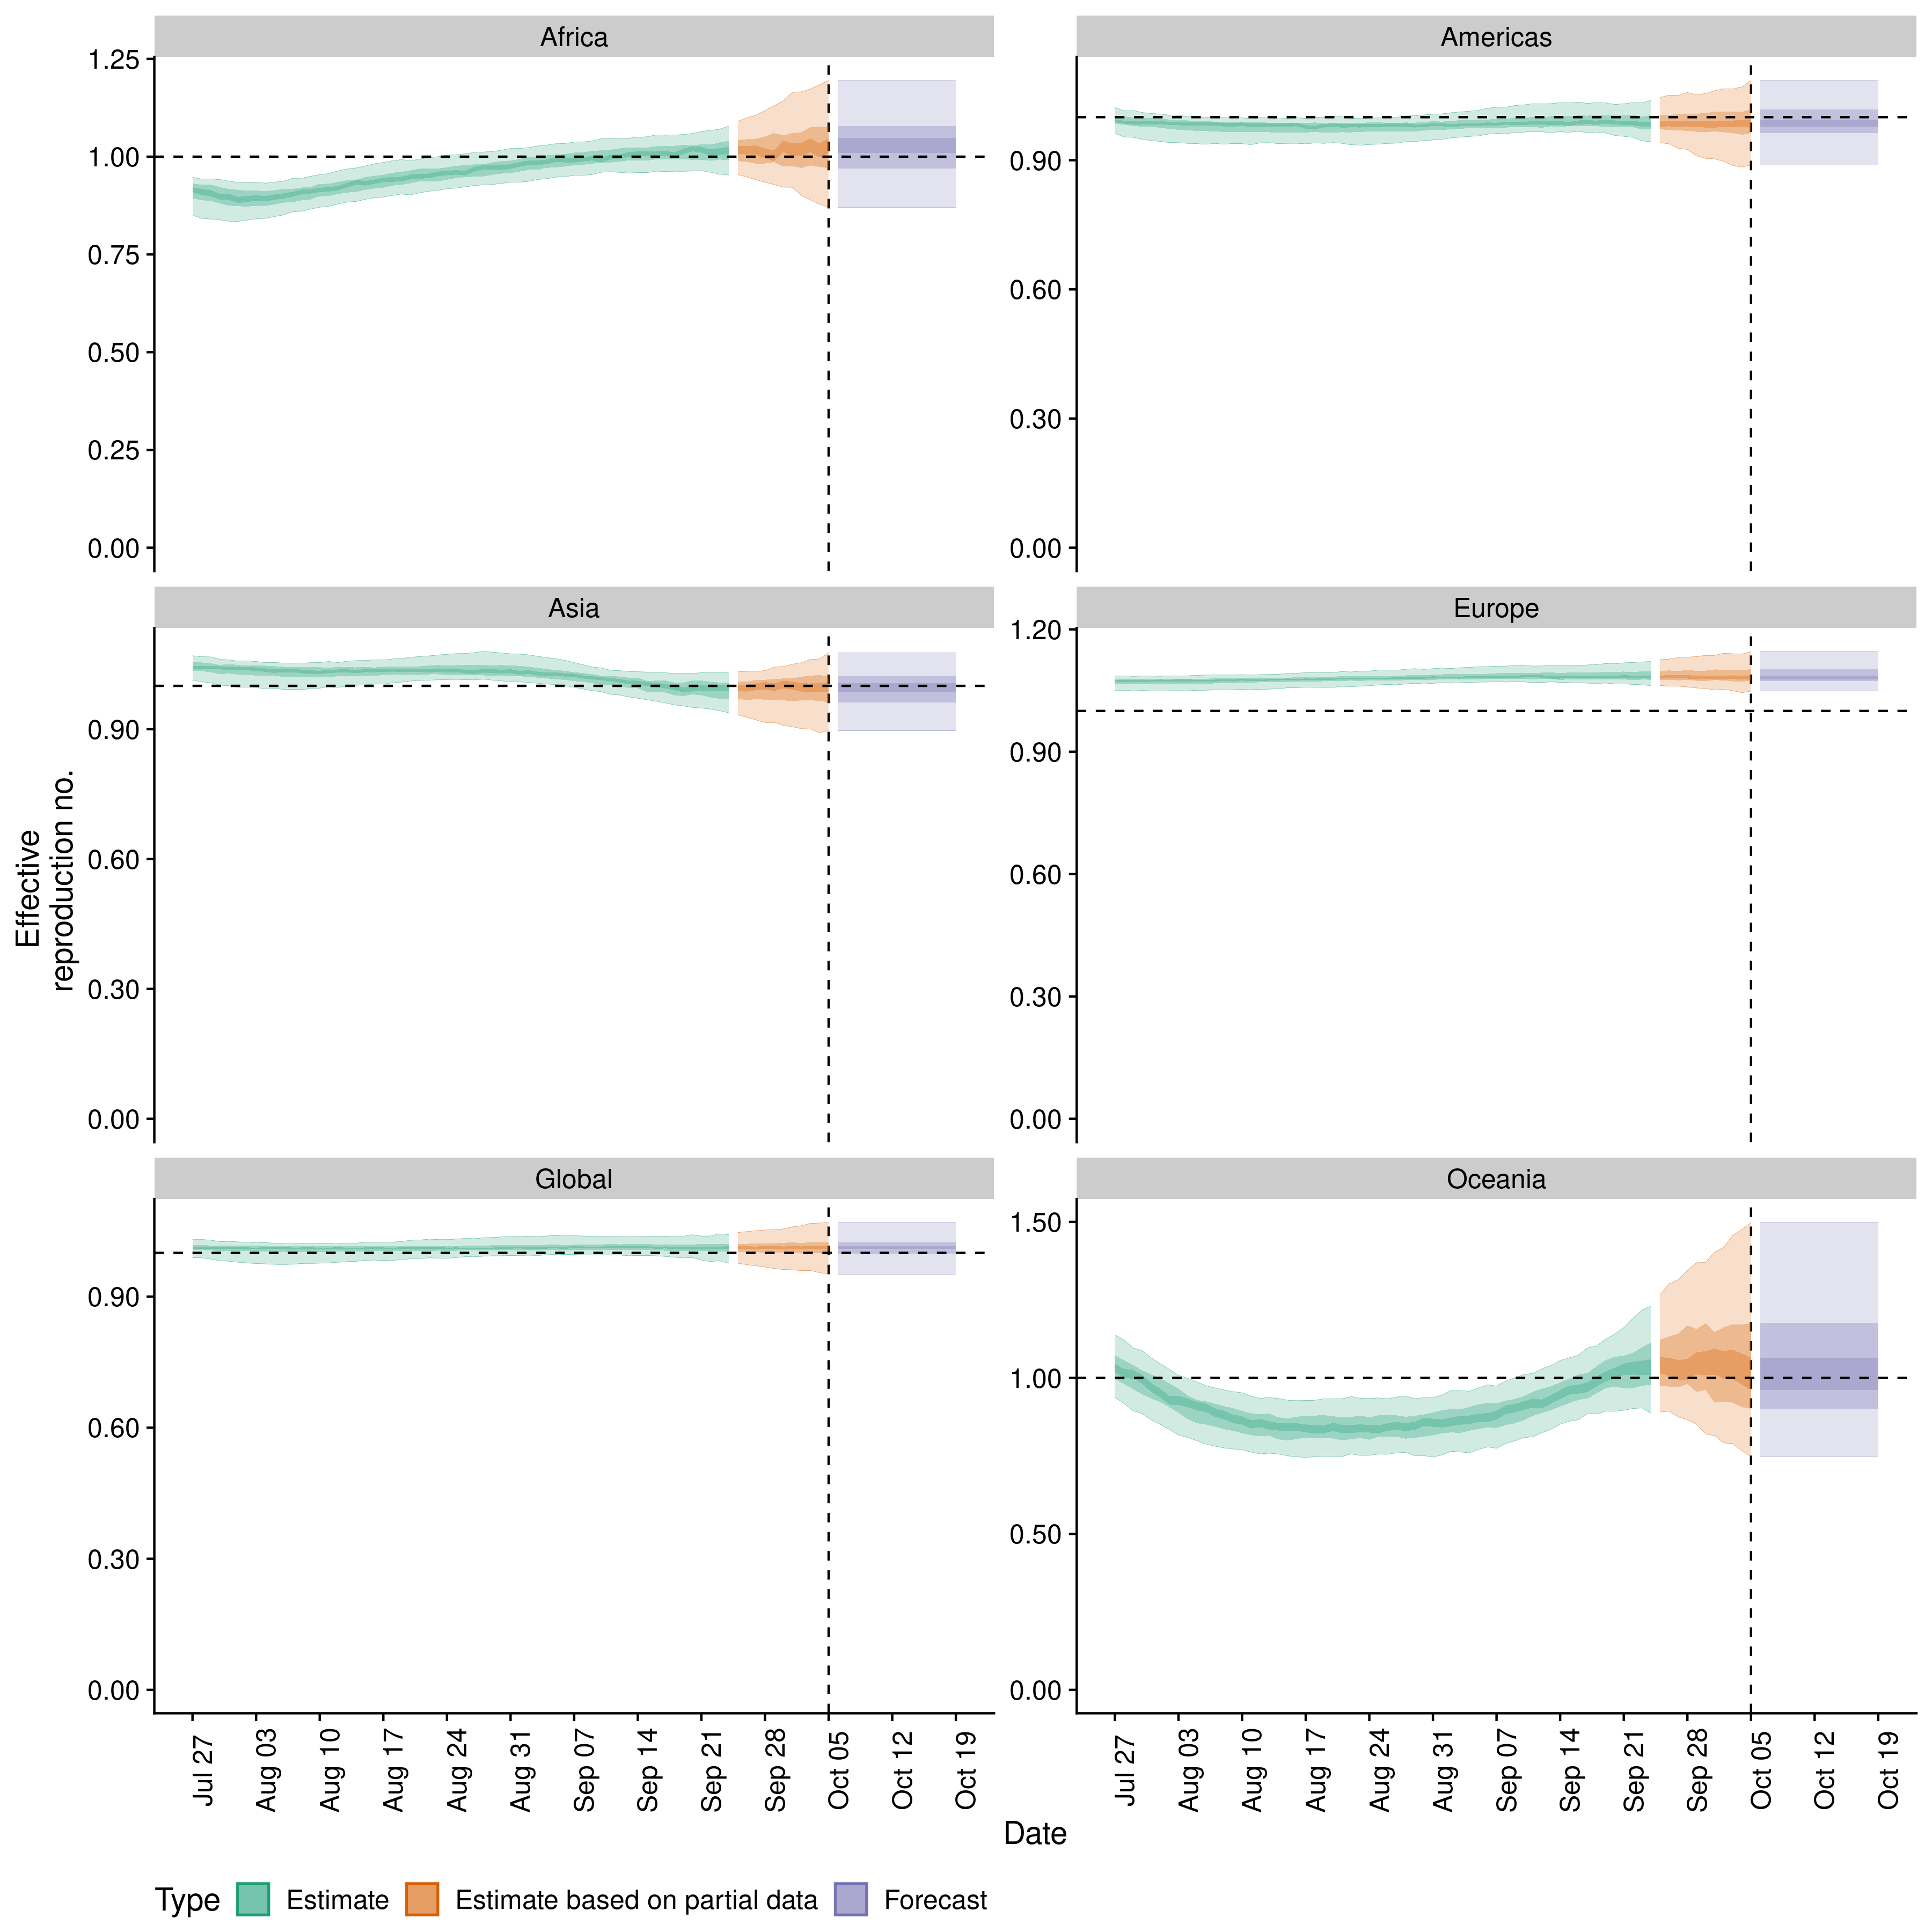 Africa
1.25
1.00
0.75
0.50
0.25
0.00
Americas
0.90
0.60
0.30
0.00
Asia
0.90
0.60
0.30
0.00
Europe
1.20
0.90
0.60
0.30
0.00
Effective
reproduction no.
Global
0.90
0.60
0.30
0.00
Oceania
1.50
1.00
0.50
0.00
Jul 27
Aug 03
Aug 10
Aug 17
Aug 24
Aug 31
Sep 07
Sep 14
Sep 21
Sep 28
Oct 05
Oct 12
Oct 19
Jul 27
Aug 03
Aug 10
Aug 17
Aug 24
Aug 31
Sep 07
Sep 14
Sep 21
Sep 28
Oct 05
Oct 12
Oct 19
Date
Type Estimate Estimate based on partial data Forecast